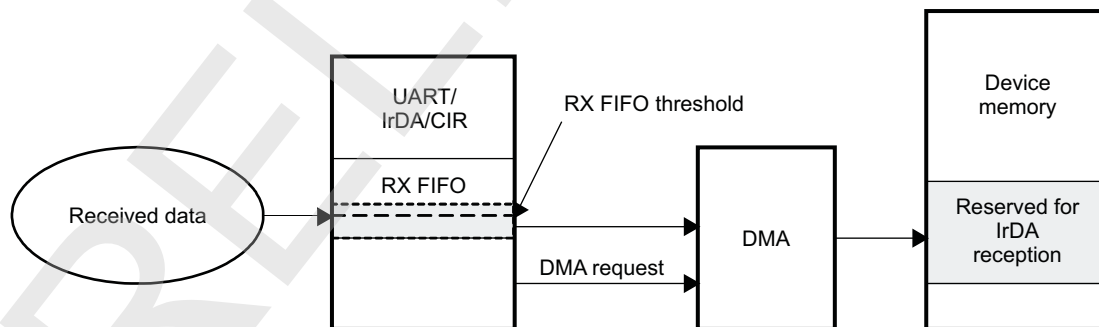 UART/
IrDA/CIR
RX FIFO threshold
Device
memory
RX FIFO
Received data
DMA
Reserved for
IrDA
reception
DMA request